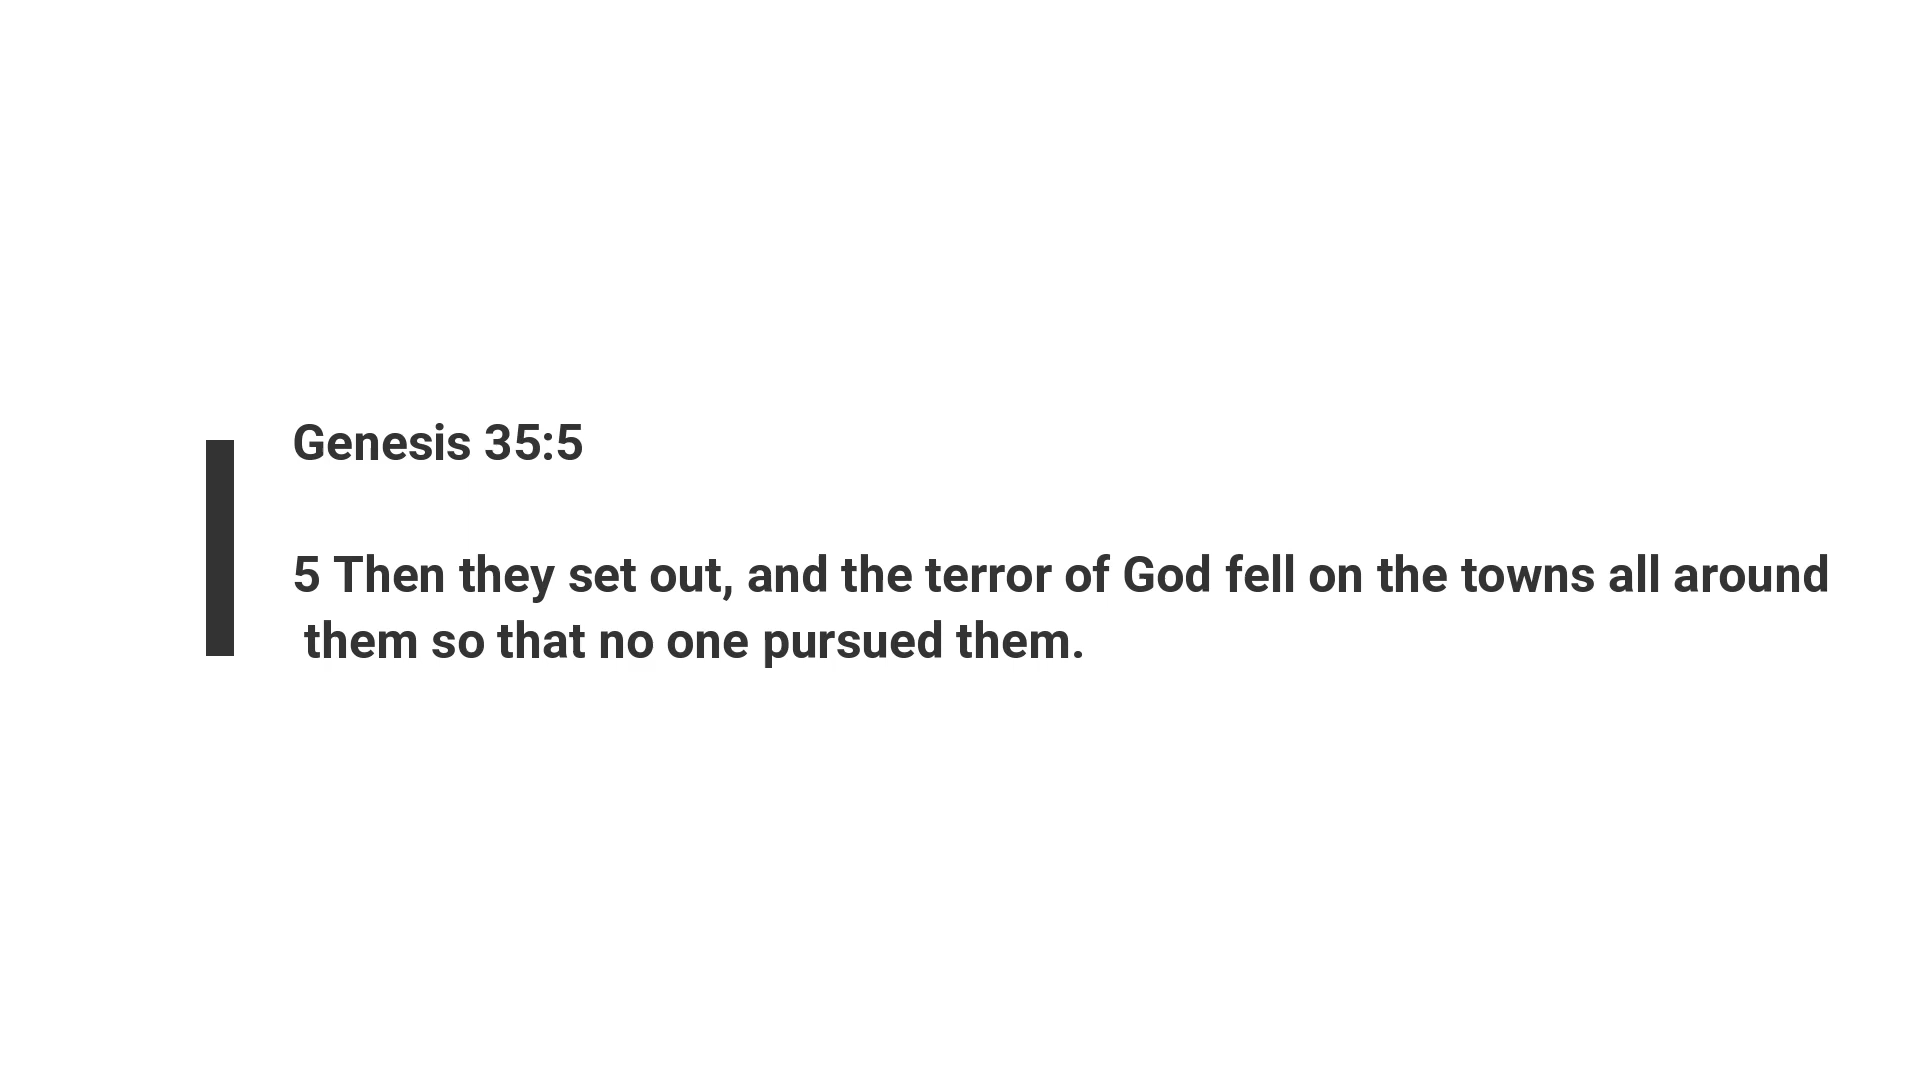 Genesis 35:5
5 Then they set out, and the terror of God fell on the towns all around
them so that no one pursued them.